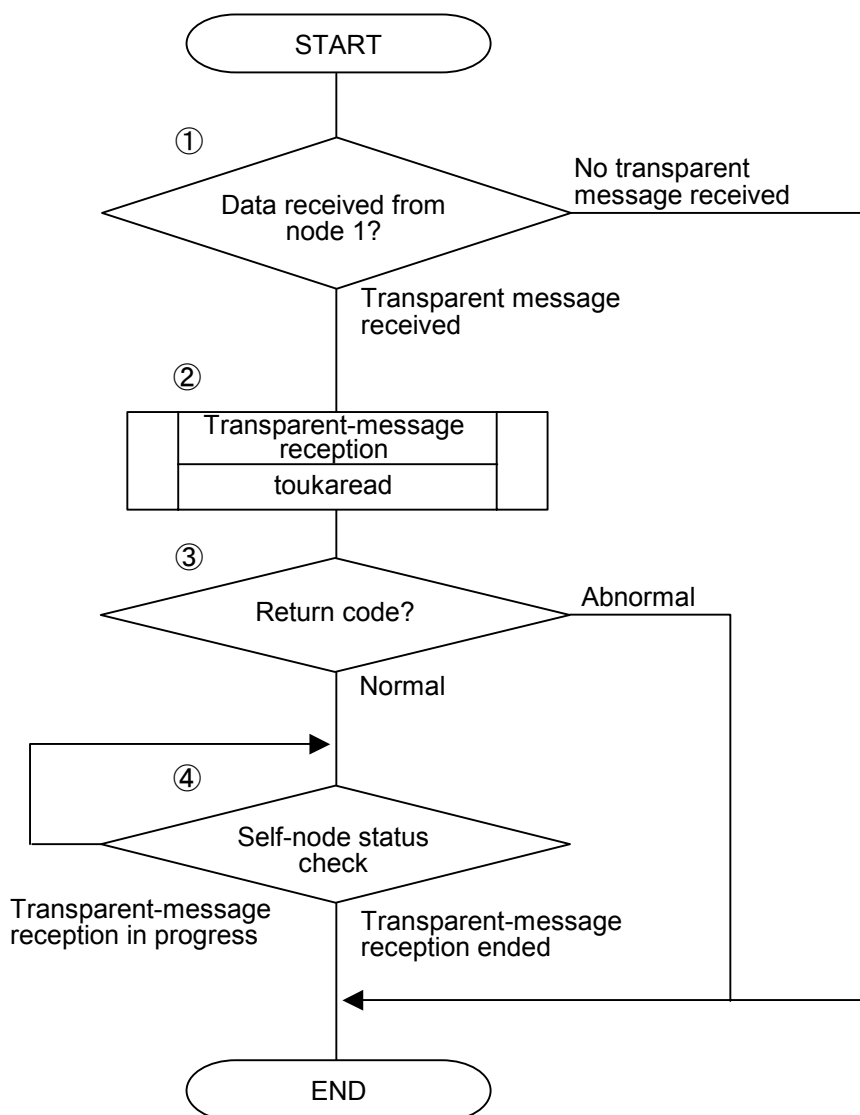 START
①
Data received from
node 1?
No transparent
message received
Transparent message
received
②
Transparent-message
reception
toukaread
③
Return code?
Abnormal
Normal
④
Self-node status
check
Transparent-message
reception in progress
Transparent-message
reception ended
END